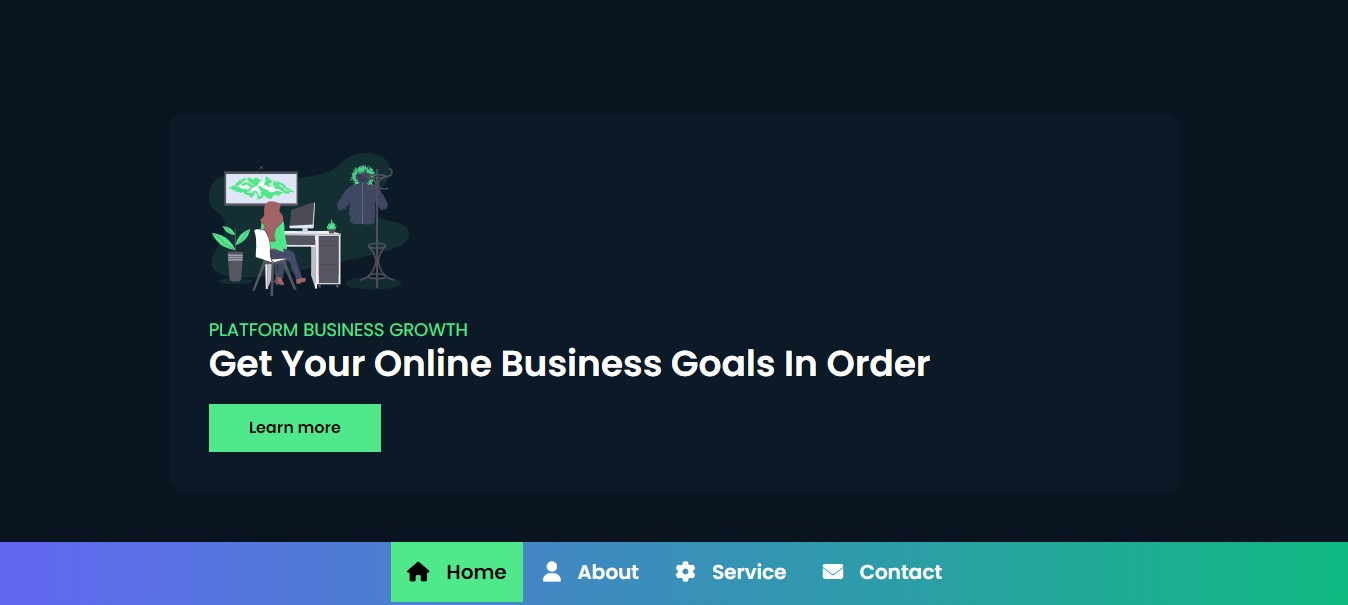 PLATFORM BUSINESS GROWTH
Get Your Online Business Goals In Order
Learn more
Home About Service Contact